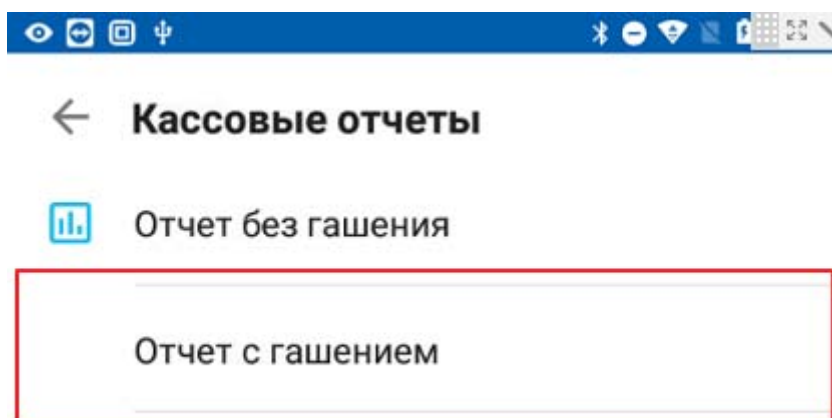 Кассовые отчеты
Отчет без гашения
Отчет с гашением